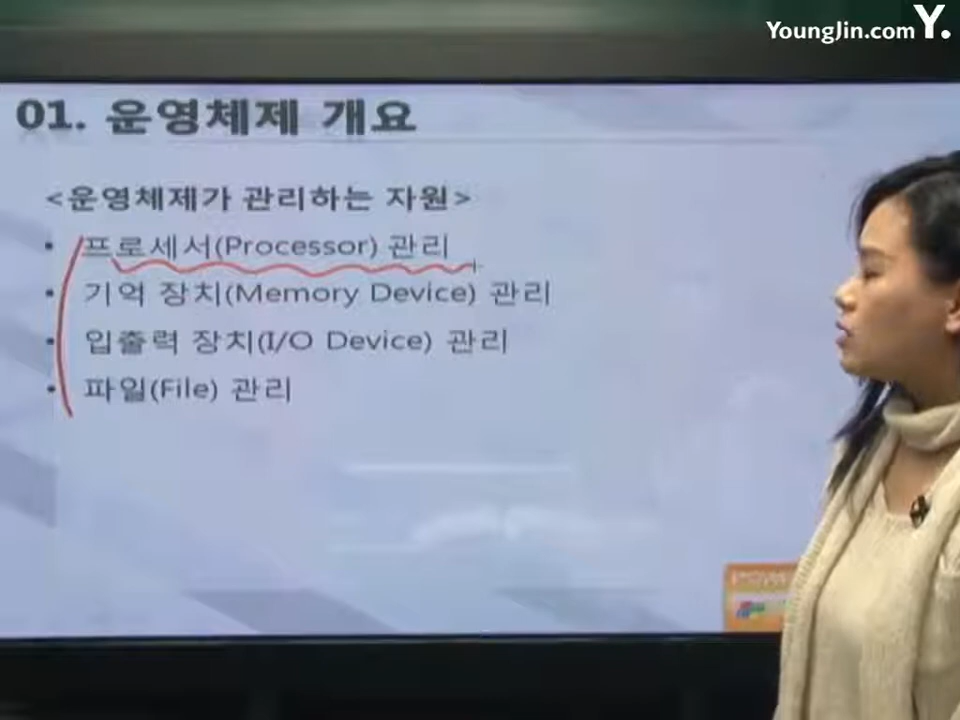 YoungJin.com Y.
01. 운영체제 개요
<운영체제가 관리하는 자원>
• 프로세서(Processor) 관리
• 기억 장치(Memory Device) 관리
• 입출력 장치(I/O Device) 관리
• 파일(File) 관리